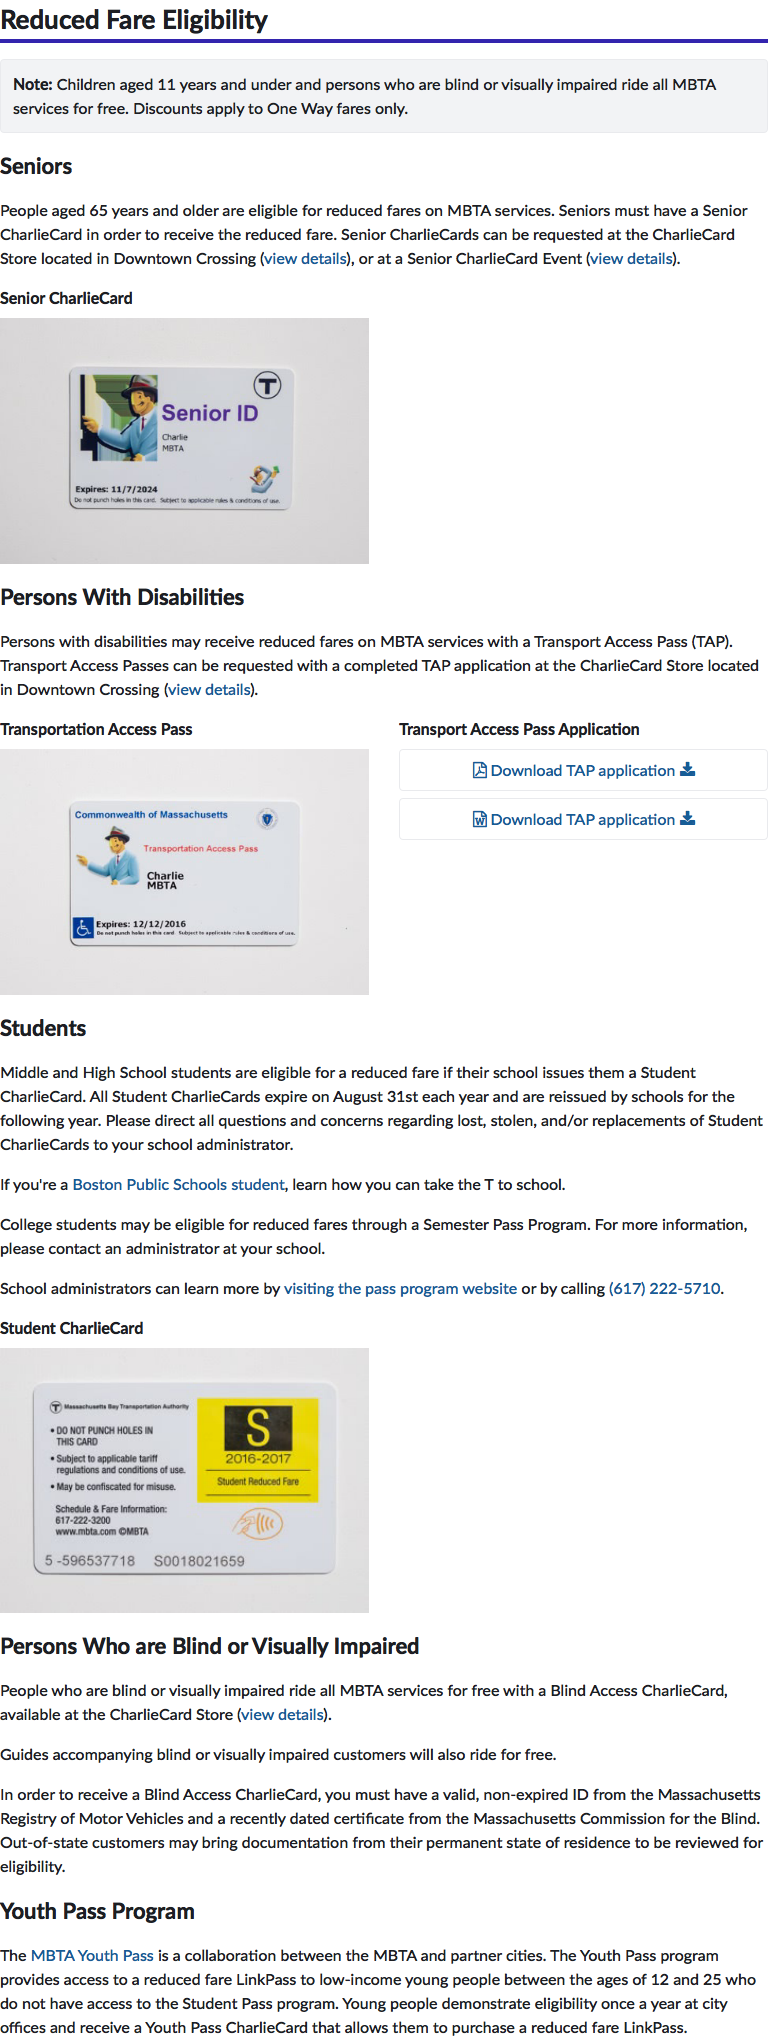 Reduced Fare Eligibility
Note: Children aged 11 years and under and persons who are blind or visually impaired ride all MBTA
services for free. Discounts apply to One Way fares only.
Seniors
People aged 65 years and older are eligible for reduced fares on MBTA services. Seniors must have a Senior
CharlieCard in order to receive the reduced fare. Senior CharlieCards can be requested at the CharlieCard
Store located in Downtown Crossing (view details), or at a Senior CharlieCard Event (view details).
Senior CharlieCard
T
Senior ID
Charlie
MBTA
Expires: 11/7/2024
Do not punch holes in this card. Subject to applicable rules & conditions of use.
Persons With Disabilities
Persons with disabilities may receive reduced fares on MBTA services with a Transport Access Pass (TAP).
Transport Access Passes can be requested with a completed TAP application at the CharlieCard Store located
in Downtown Crossing (view details).
Transportation Access Pass
Commonwealth of Massachusetts
Transportation Access Pass
Charlie
MBTA
Expires: 12/12/2016
Do not punch holes in this card. Subject to applicable rules & conditions of use.
Transport Access Pass Application
Download TAP application
W Download TAP application
Students
Middle and High School students are eligible for a reduced fare if their school issues them a Student
CharlieCard. All Student CharlieCards expire on August 31st each year and are reissued by schools for the
following year. Please direct all questions and concerns regarding lost, stolen, and/or replacements of Student
CharlieCards to your school administrator.
If you're a Boston Public Schools student, learn how you can take the T to school.
College students may be eligible for reduced fares through a Semester Pass Program. For more information,
please contact an administrator at your school.
School administrators can learn more by visiting the pass program website or by calling (617) 222-5710.
Student CharlieCard
T Massachusetts Bay Transportation Authority
• DO NOT PUNCH HOLES IN
THIS CARD
• Subject to applicable tariff
regulations and conditions of use.
• May be confiscated for misuse.
Schedule & Fare Information:
617-222-3200
www.mbta.com ©MBTA
S
2016-2017
Student Reduced Fare
5 -596537718 S0018021659
Persons Who are Blind or Visually Impaired
People who are blind or visually impaired ride all MBTA services for free with a Blind Access CharlieCard,
available at the CharlieCard Store (view details).
Guides accompanying blind or visually impaired customers will also ride for free.
In order to receive a Blind Access CharlieCard, you must have a valid, non-expired ID from the Massachusetts
Registry of Motor Vehicles and a recently dated certificate from the Massachusetts Commission for the Blind.
Out-of-state customers may bring documentation from their permanent state of residence to be reviewed for
eligibility.
Youth Pass Program
The MBTA Youth Pass is a collaboration between the MBTA and partner cities. The Youth Pass program
provides access to a reduced fare LinkPass to low-income young people between the ages of 12 and 25 who
do not have access to the Student Pass program. Young people demonstrate eligibility once a year at city
offices and receive a Youth Pass CharlieCard that allows them to purchase a reduced fare LinkPass.